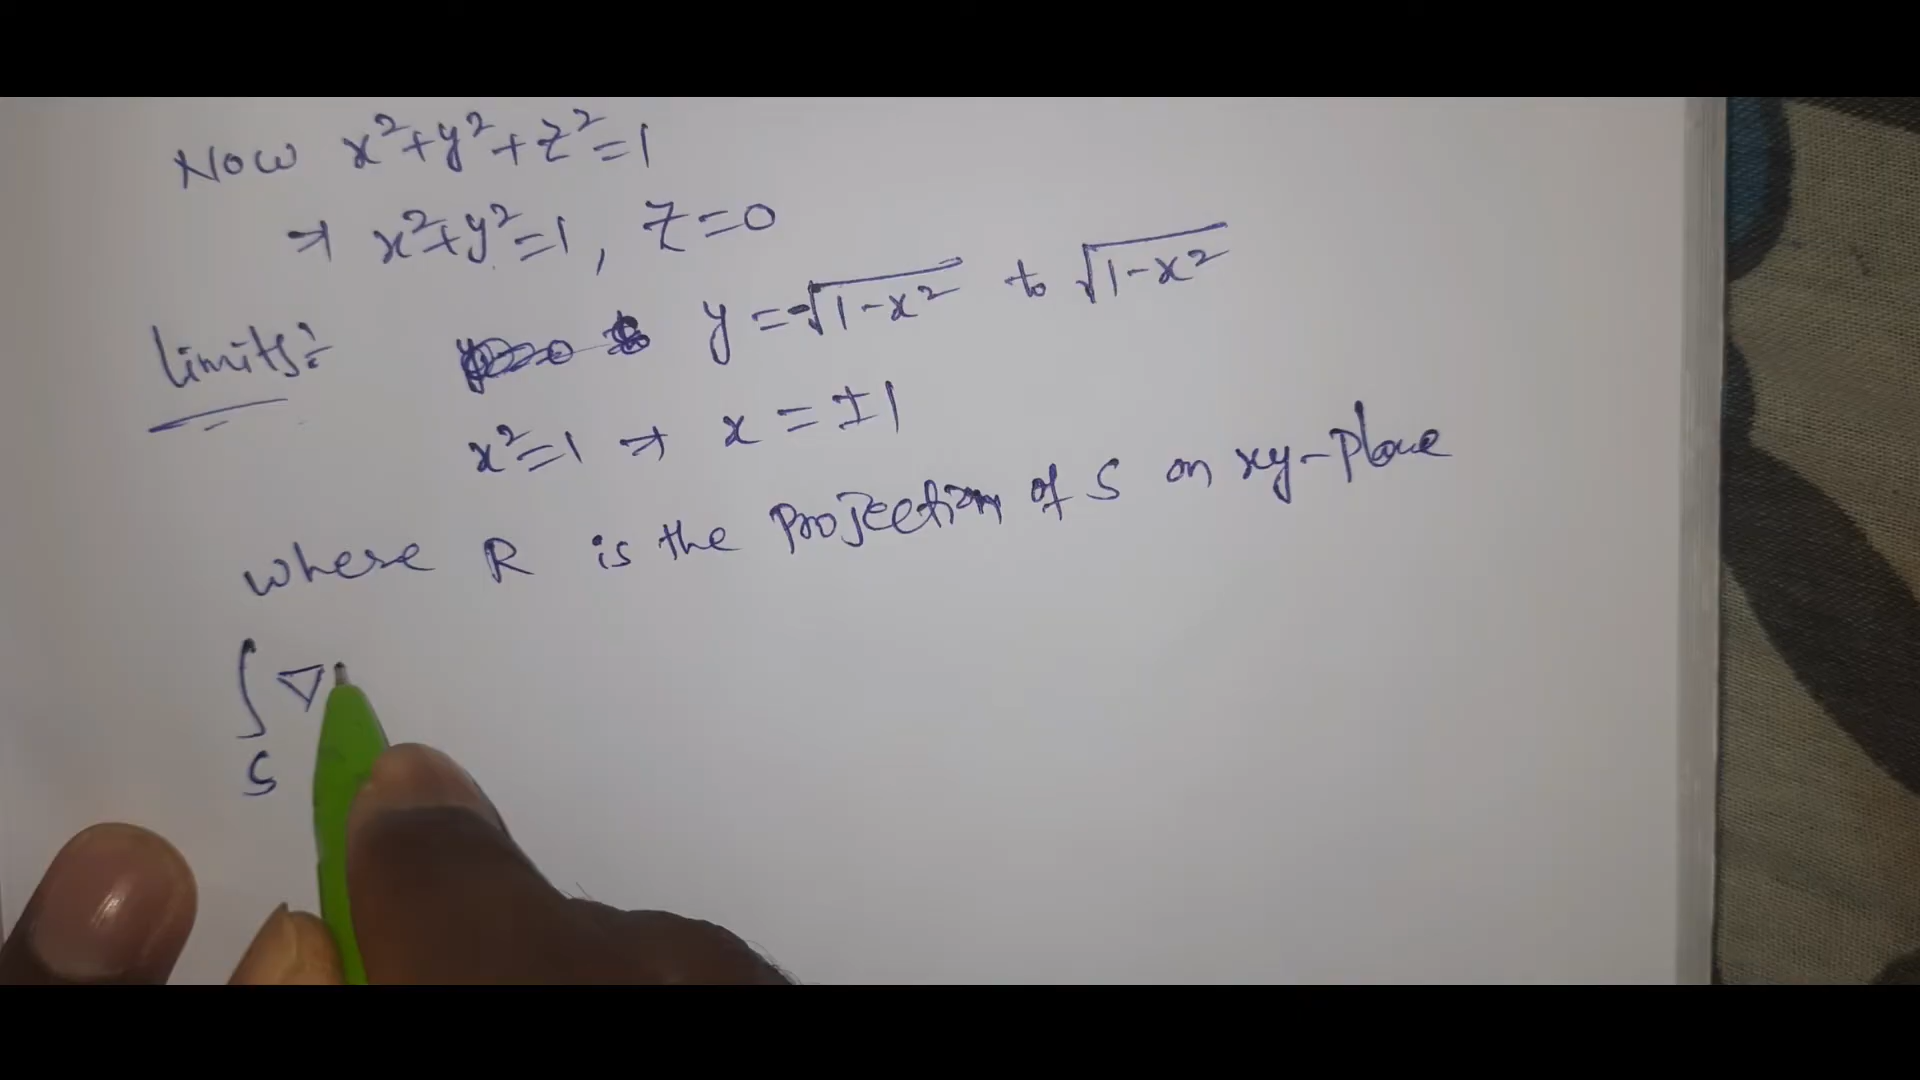 Now x²+y²+z²=1
⇒ x²+y²=1, z=0
Limits:- y=-√(1-x²) to √(1-x²)
x²=1 ⇒ x=±1
where R is the Projection of S on xy-Plane
∫ ∇
S